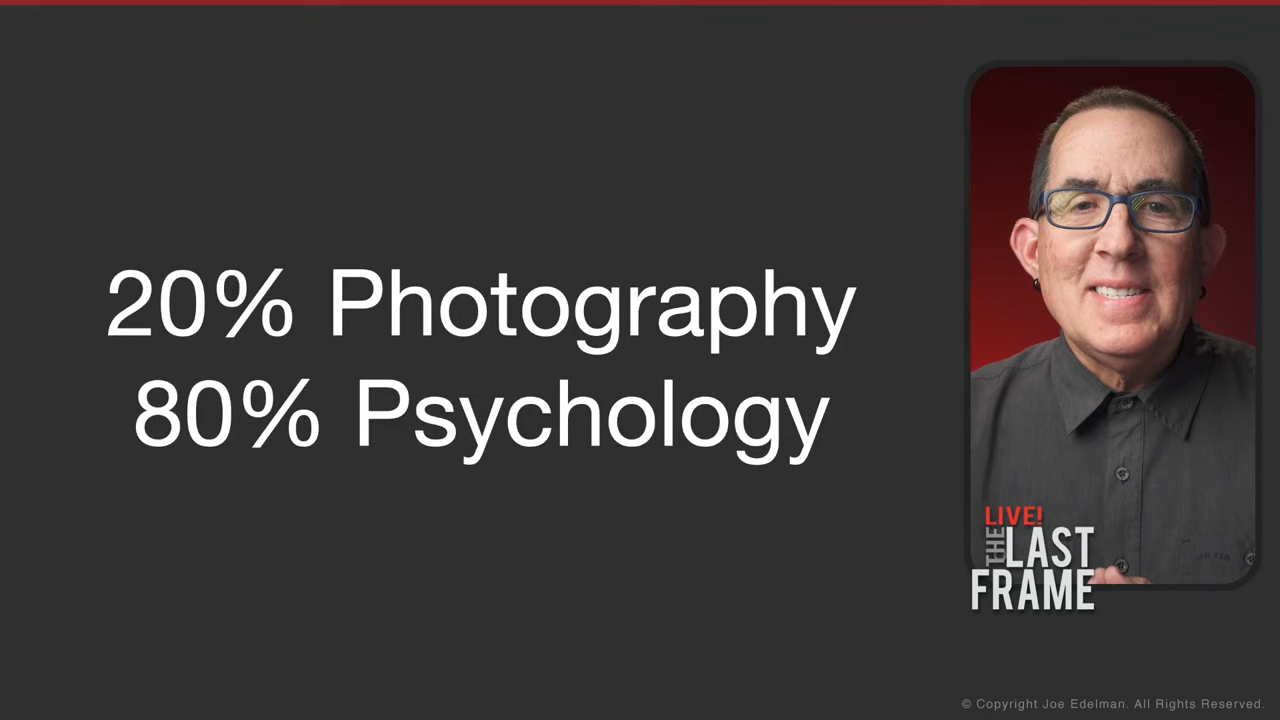 20% Photography
80% Psychology
LIVE!
THE LAST
FRAME
© Copyright Joe Edelman. All Rights Reserved.